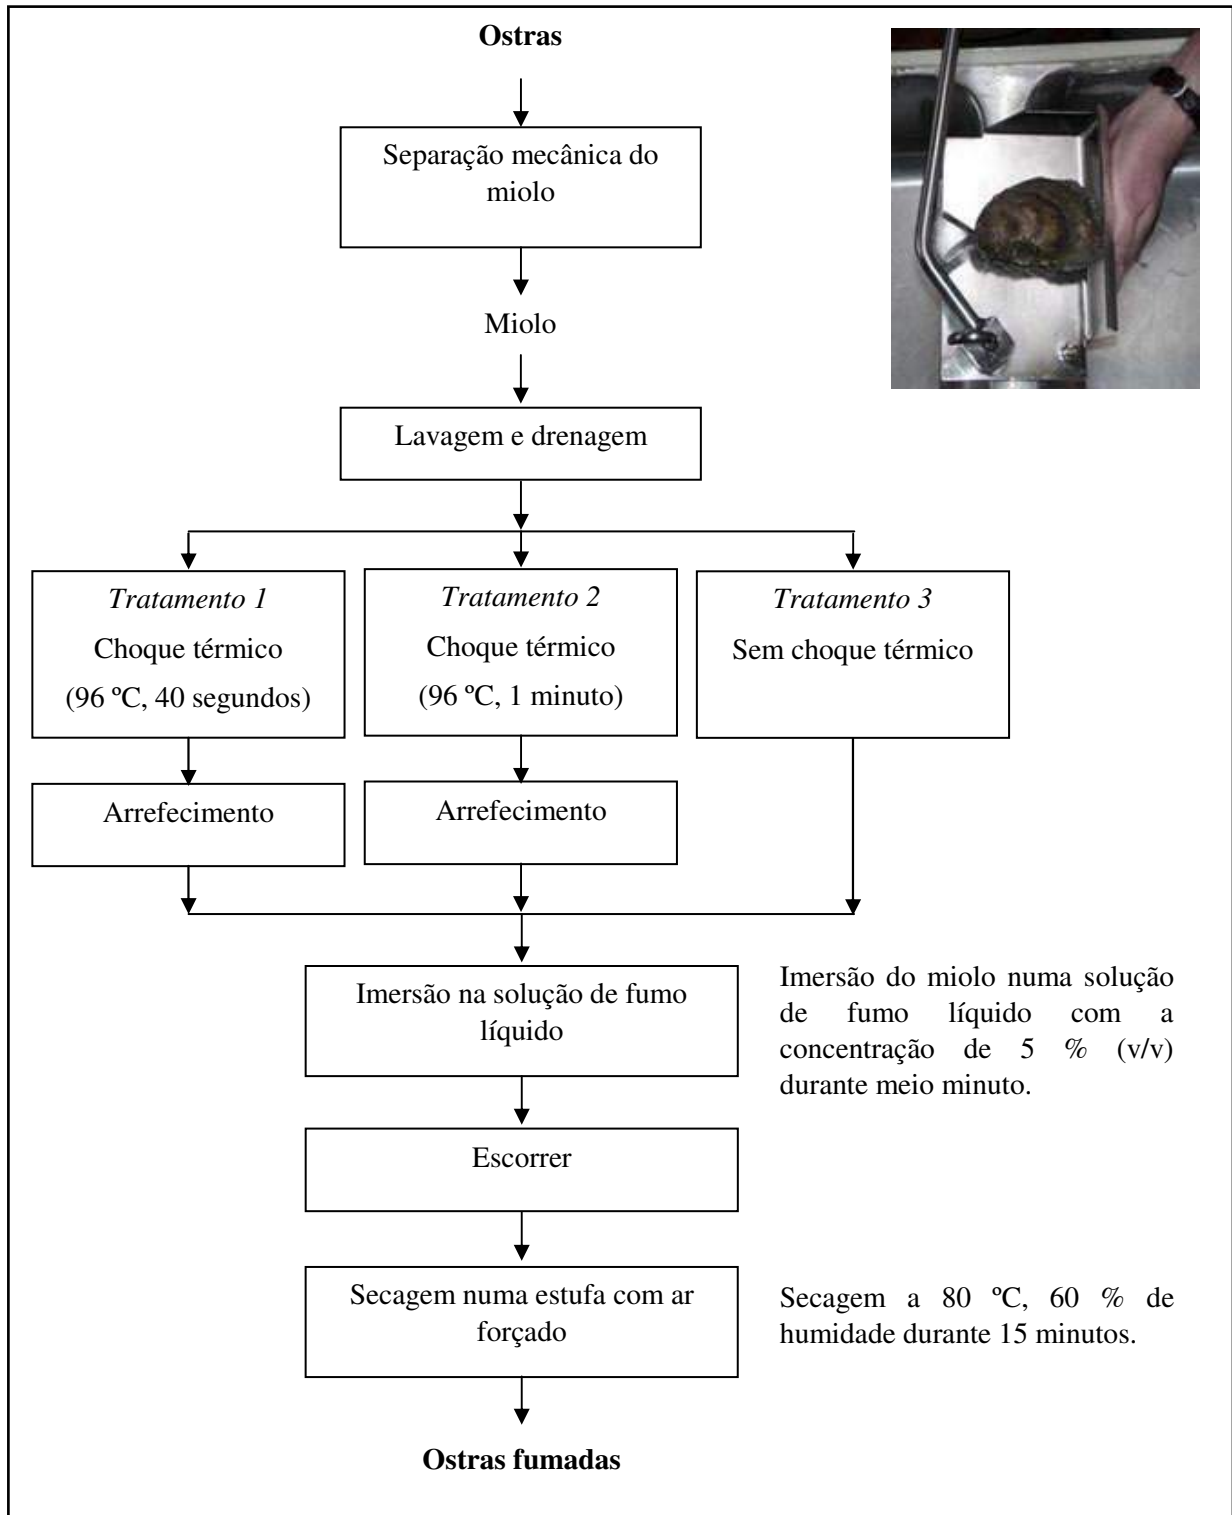 Ostras
Separação mecânica do
miolo
Miolo
Lavagem e drenagem
Tratamento 1
Choque térmico
(96 ºC, 40 segundos)
Tratamento 2
Choque térmico
(96 ºC, 1 minuto)
Tratamento 3
Sem choque térmico
Arrefecimento
Arrefecimento
Imersão na solução de fumo
líquido
Imersão do miolo numa solução
de fumo líquido com a
concentração de 5 % (v/v)
durante meio minuto.
Escorrer
Secagem numa estufa com ar
forçado
Secagem a 80 ºC, 60 % de
humidade durante 15 minutos.
Ostras fumadas